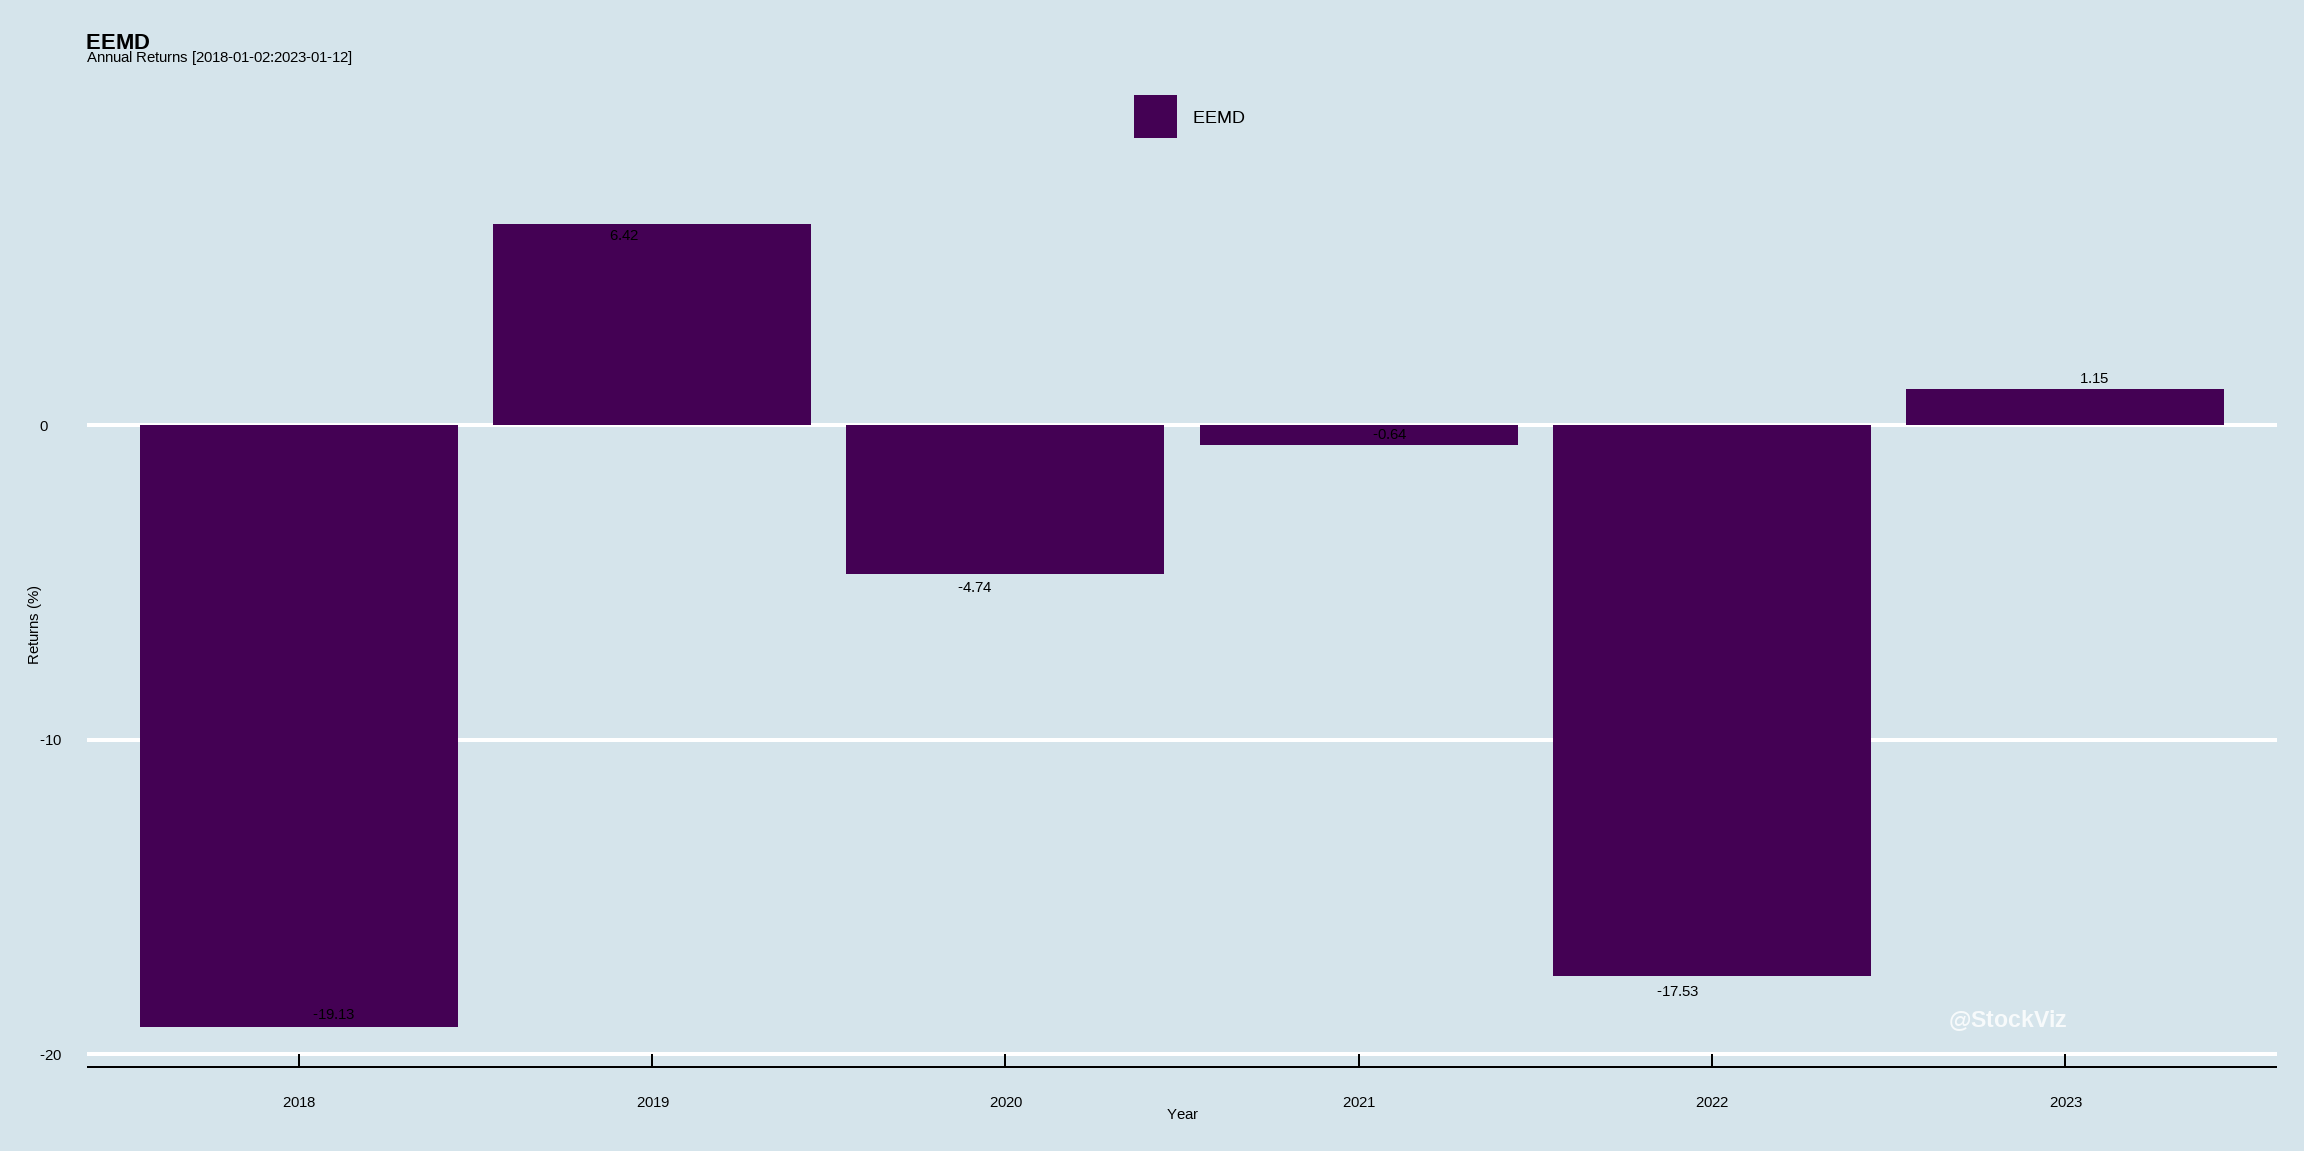 EEMD
Annual Returns [2018-01-02:2023-01-12]
EEMD
6.42
1.15
0
-0.64
-4.74
Returns (%)
-10
-17.53
-19.13
@StockViz
-20
2018 2019 2020 2021 2022 2023
Year